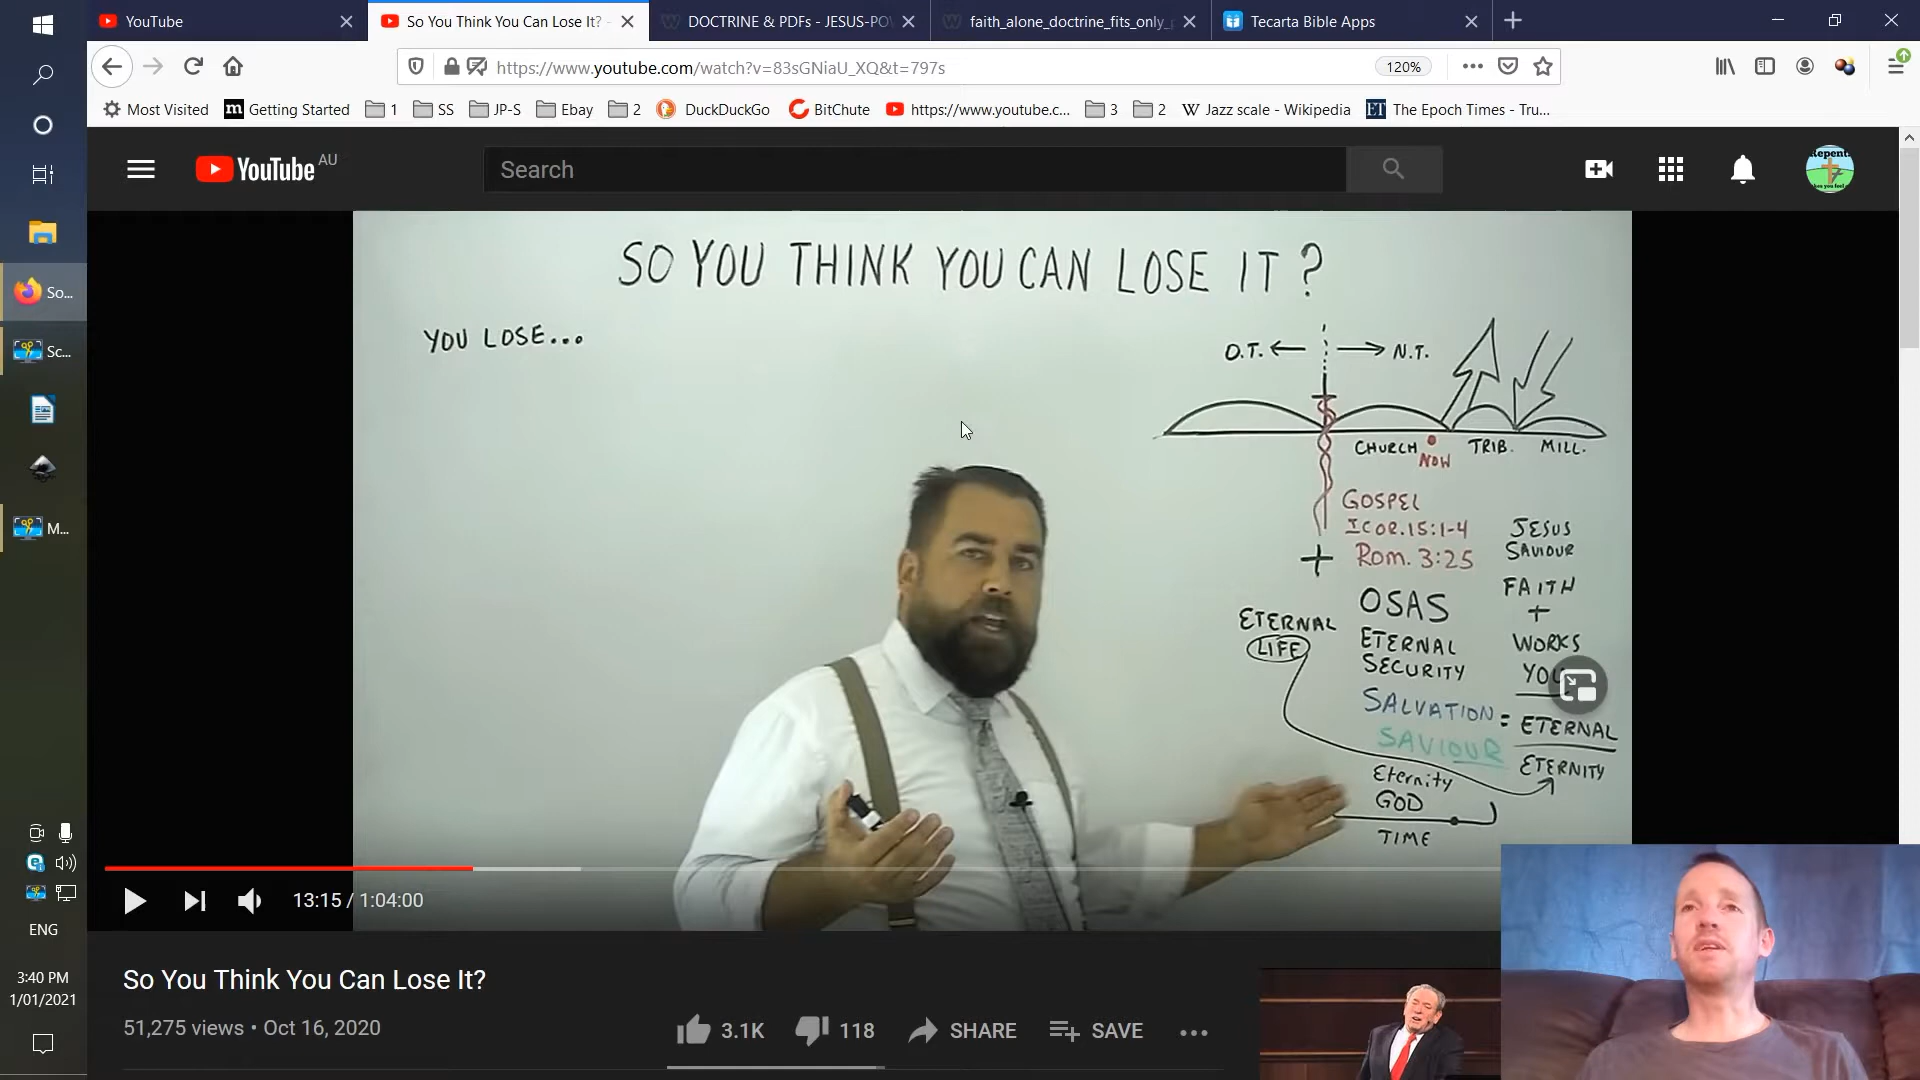 YouTube
So You Think You Can Lose It? -
DOCTRINE & PDFs - JESUS-PO
faith_alone_doctrine_fits_only_
Tecarta Bible Apps
https://www.youtube.com/watch?v=83sGNiaU_XQ&t=797s
120%
Most Visited
Getting Started
1
SS
JP-S
Ebay
2
DuckDuckGo
BitChute
https://www.youtube.c...
3
2
Jazz scale - Wikipedia
The Epoch Times - Tru...
YouTube AU
Search
Repent
SO YOU THINK YOU CAN LOSE IT?
YOU LOSE...
O.T. ← → N.T.
CHURCH
NOW
TRIB.
MILL.
GOSPEL
I COR. 15:1-4
Rom. 3:25
JESUS
SAVIOUR
FAITH
+
WORKS
YOU
= ETERNAL
ETERNITY
OSAS
ETERNAL
SECURITY
SALVATION
SAVIOUR
ETERNAL
LIFE
Eternity
GOD
TIME
13:15 / 1:04:00
So You Think You Can Lose It?
51,275 views • Oct 16, 2020
3.1K
118
SHARE
SAVE
So...
Sc...
M...
ENG
3:40 PM
1/01/2021